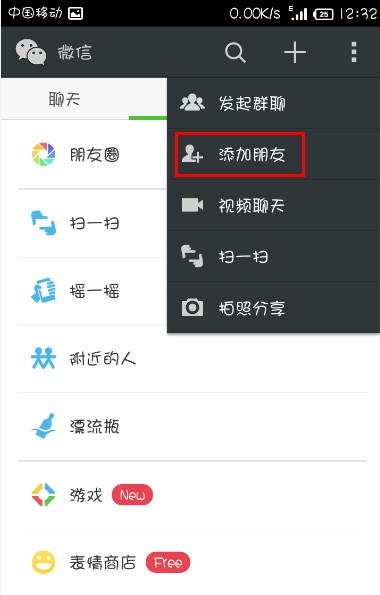 中国移动 0.00K/s E 25 12:32
微信
聊天
发起群聊
朋友圈
添加朋友
视频聊天
扫一扫
扫一扫
摇一摇
拍照分享
附近的人
漂流瓶
游戏 New
表情商店 Free